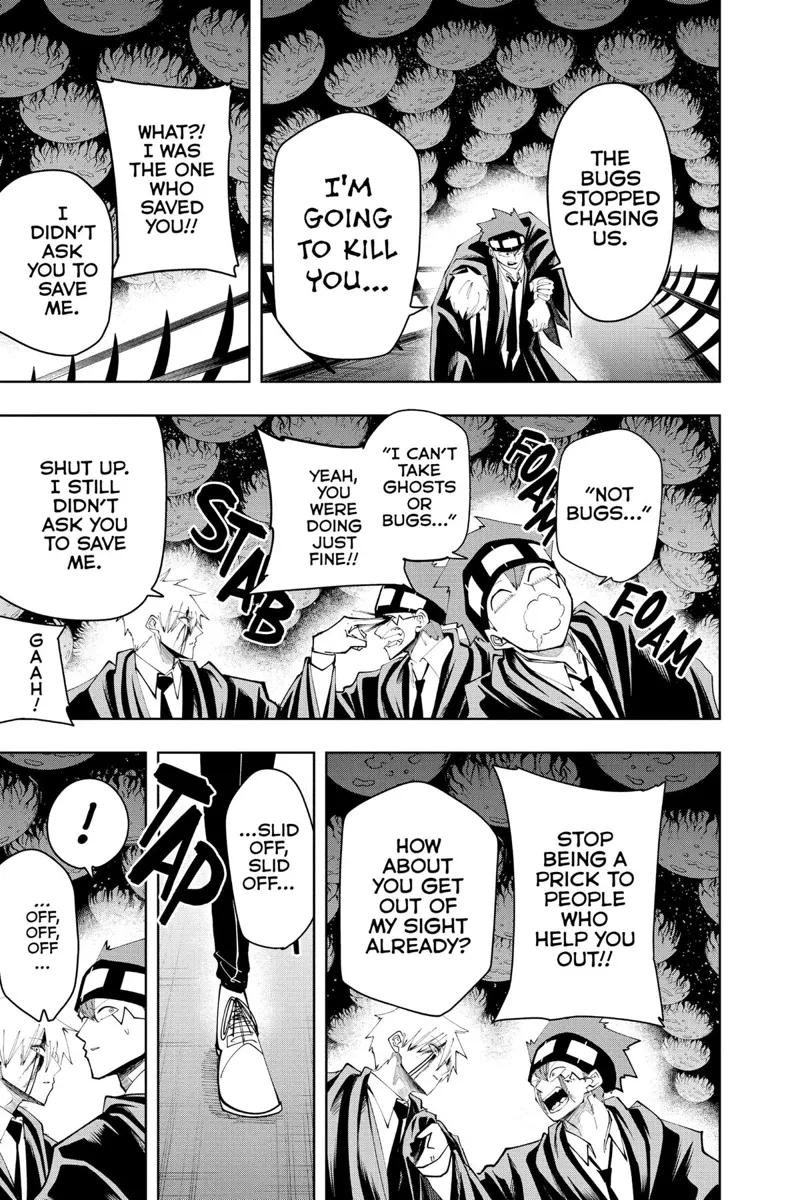 THE
BUGS
STOPPED
CHASING
US.
I'M
GOING
TO KILL
YOU...
WHAT?!
I WAS
THE ONE
WHO
SAVED
YOU!!
I
DIDN'T
ASK
YOU TO
SAVE
ME.
FOAM
"NOT
BUGS..."
FOAM
"I CAN'T
TAKE
GHOSTS
OR
BUGS..."
YEAH,
YOU
WERE
DOING
JUST
FINE!!
STAB
SHUT UP.
I STILL
DIDN'T
ASK YOU
TO SAVE
ME.
GAAH!
STOP
BEING A
PRICK TO
PEOPLE
WHO
HELP YOU
OUT!!
HOW
ABOUT
YOU GET
OUT OF
MY SIGHT
ALREADY?
...SLID
OFF,
SLID
OFF...
TAP
!
...
OFF,
OFF,
OFF
...